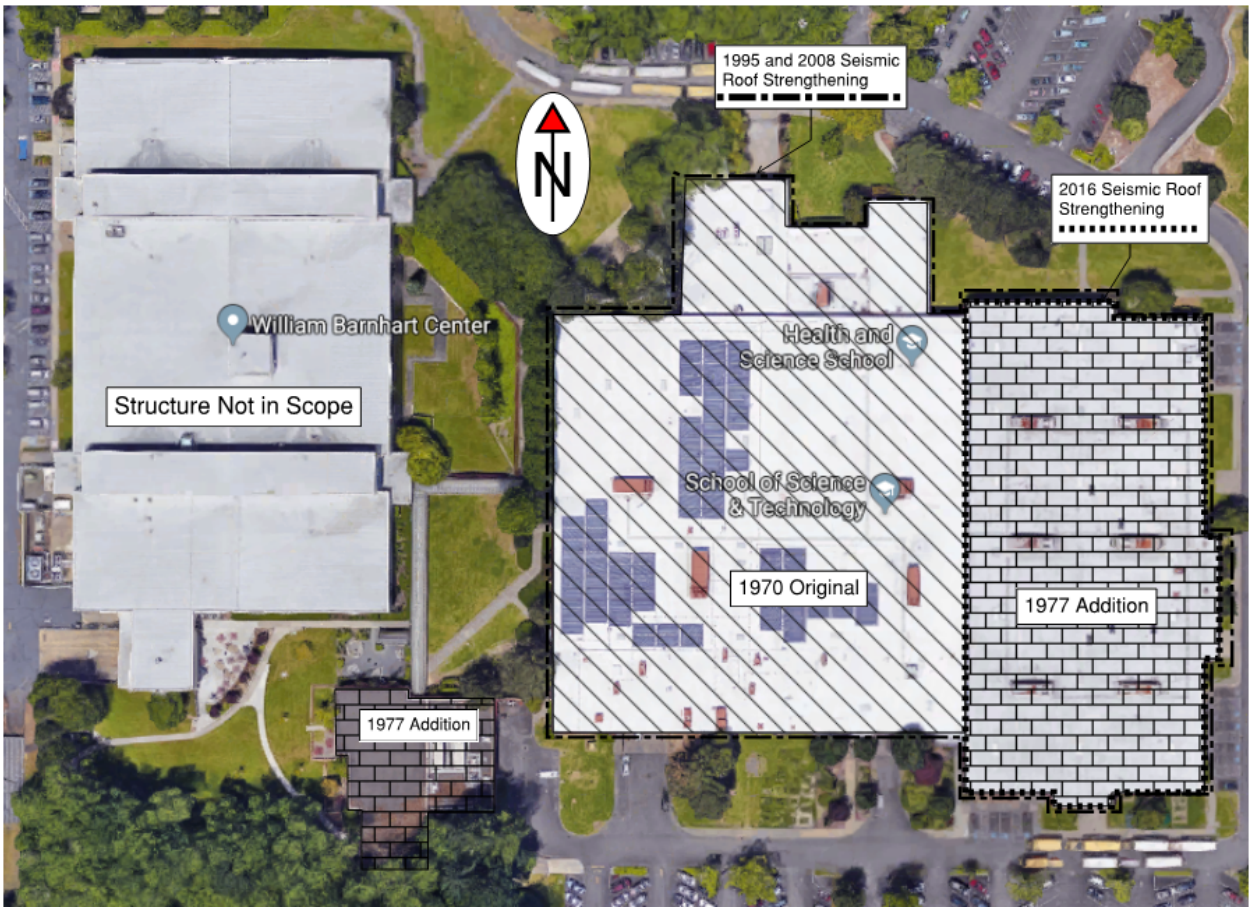 1995 and 2008 Seismic
Roof Strengthening
N
2016 Seismic Roof
Strengthening
William Barnhart Center
Health and
Science School
Structure Not in Scope
School of Science
& Technology
1970 Original
1977 Addition
1977 Addition